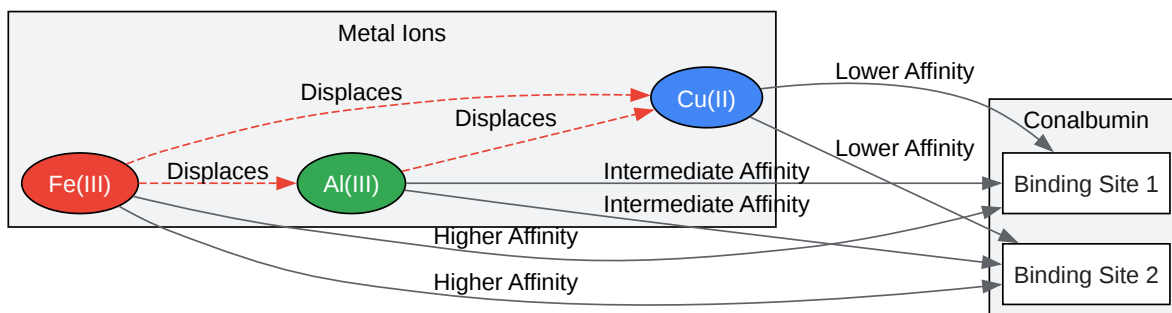 Metal Ions
Lower Affinity
Displaces
Cu(II)
Displaces
Conalbumin
Lower Affinity
Displaces
Intermediate Affinity
Fe(III)
Al(III)
Binding Site 1
Intermediate Affinity
Higher Affinity
Binding Site 2
Higher Affinity